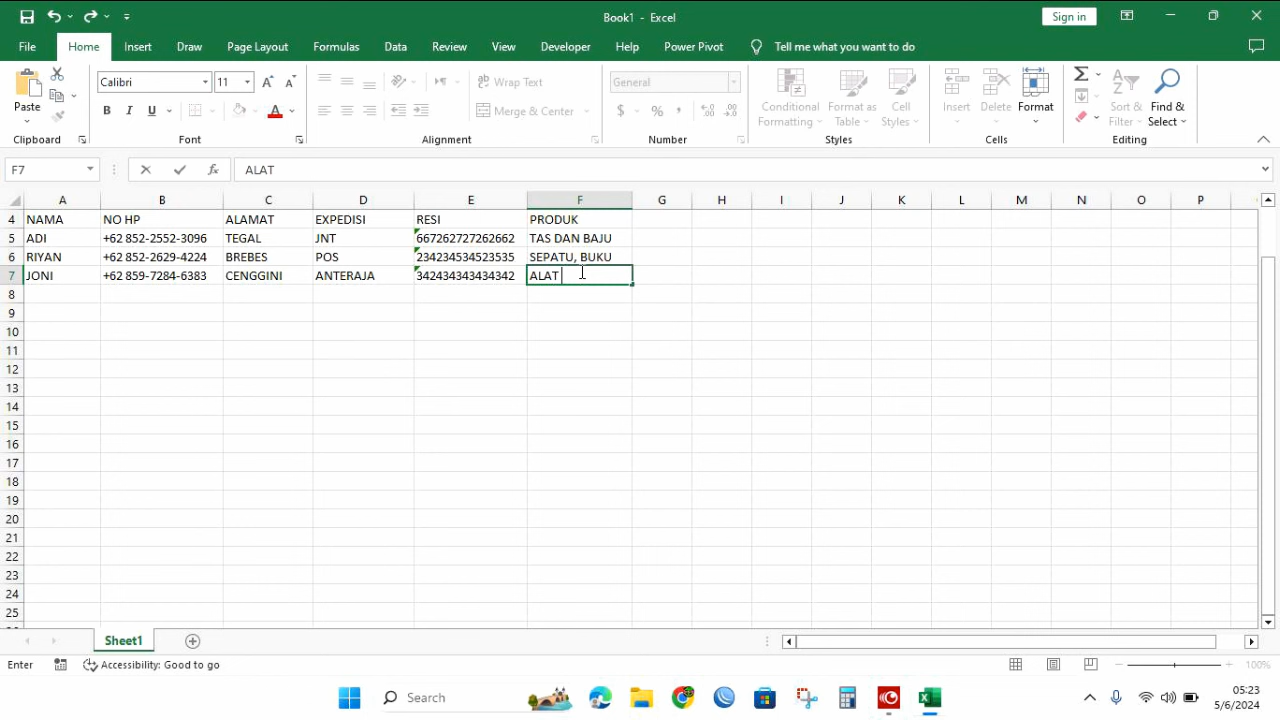 Book1 - Excel
Sign in
File Home Insert Draw Page Layout Formulas Data Review View Developer Help Power Pivot Tell me what you want to do
Paste
Calibri 11
B I U A
Wrap Text
Merge & Center
General
$ % ,
Conditional Formatting
Format as Table
Cell Styles
Insert Delete Format
Sort & Filter
Find & Select
Clipboard Font Alignment Number Styles Cells Editing
F7 fx ALAT
A B C D E F G H I J K L M N O P
4 NAMA NO HP ALAMAT EXPEDISI RESI PRODUK
5 ADI +62 852-2552-3096 TEGAL JNT 667262727262662 TAS DAN BAJU
6 RIYAN +62 852-2629-4224 BREBES POS 234234534523535 SEPATU, BUKU
7 JONI +62 859-7284-6383 CENGGINI ANTERAJA 342434343434342 ALAT
8
9
10
11
12
13
14
15
16
17
18
19
20
21
22
23
24
25
Sheet1
Enter Accessibility: Good to go 100%
Search
05:23
5/6/2024